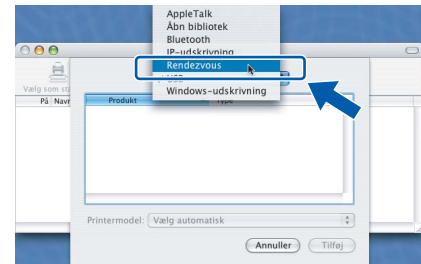 AppleTalk
Åbn bibliotek
Bluetooth
IP-udskrivning
Rendezvous
USB
Windows-udskrivning
Vælg som
På Navn
Produkt
Type
Printermodel: Vælg automatisk
Annuller
Tilføj